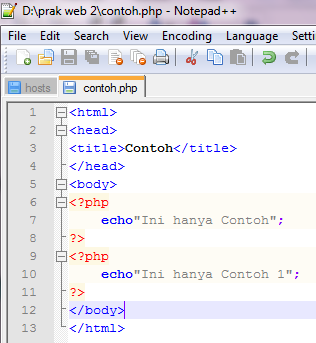 D:\prak web 2\contoh.php - Notepad++
File Edit Search View Encoding Language Setti
hosts contoh.php
1 <html>
2 <head>
3 <title>Contoh</title>
4 </head>
5 <body>
6 <?php
7 echo"Ini hanya Contoh";
8 ?>
9 <?php
10 echo"Ini hanya Contoh 1";
11 ?>
12 </body>
13 </html>